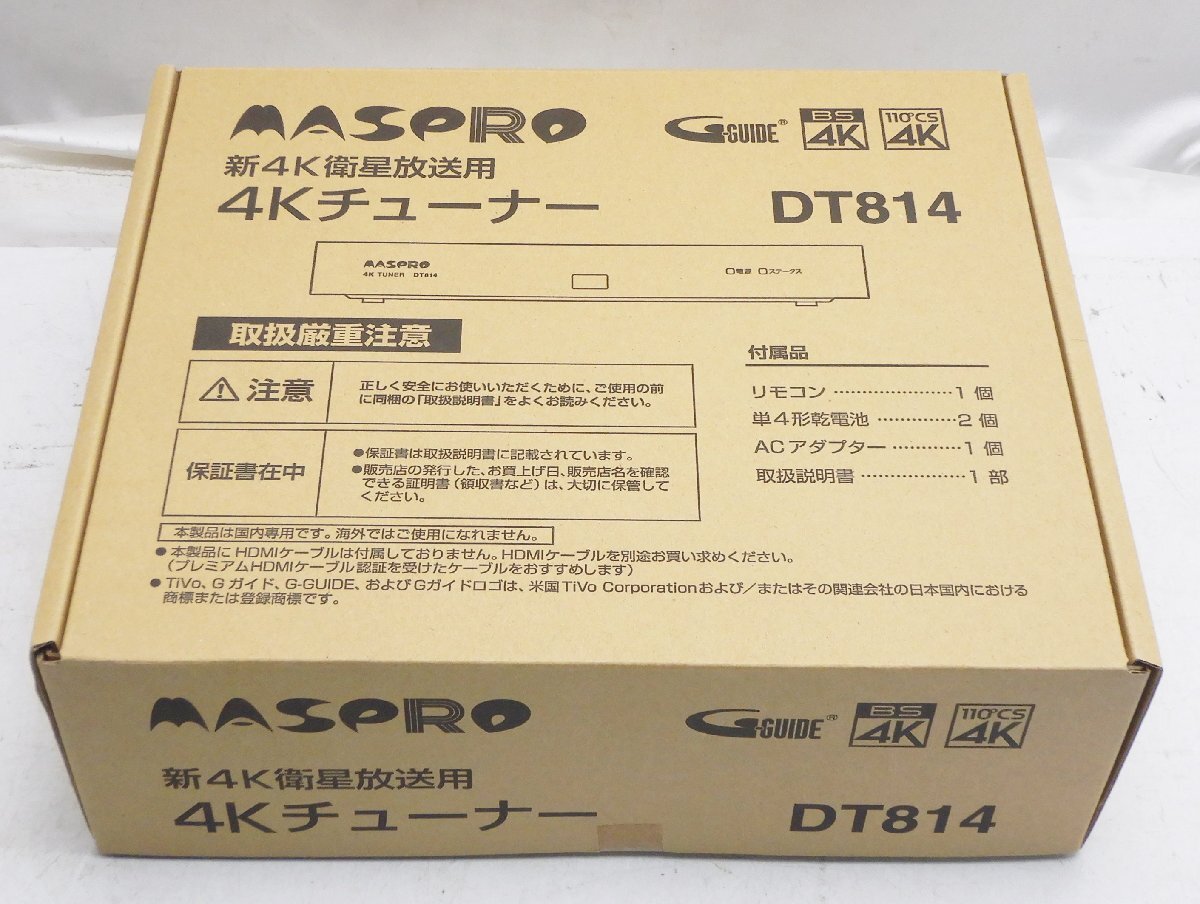 MASPRO
G-GUIDE®
BS
4K
110°CS
4K
新4K衛星放送用
4Kチューナー
DT814
MASPRO
4K TUNER DT814
電源 ステータス
取扱厳重注意
注意
正しく安全にお使いいただくために、ご使用の前
に同梱の「取扱説明書」をよくお読みください。
保証書在中
●保証書は取扱説明書に記載されています。
●販売店の発行した、お買上げ日、販売店名を確認
できる証明書(領収書など)は、大切に保管して
ください。
付属品
リモコン……………………1個
単4形乾電池……………2個
ACアダプター……………1個
取扱説明書…………………1部
本製品は国内専用です。海外ではご使用になれません。
●本製品にHDMIケーブルは付属しておりません。HDMIケーブルを別途お買い求めください。
(プレミアムHDMIケーブル認証を受けたケーブルをおすすめします)
●TiVo、Gガイド、G-GUIDE、およびGガイドロゴは、米国TiVo Corporationおよび/またはその関連会社の日本国内における
商標または登録商標です。
MASPRO
G-GUIDE®
BS
4K
110°CS
4K
新4K衛星放送用
4Kチューナー
DT814